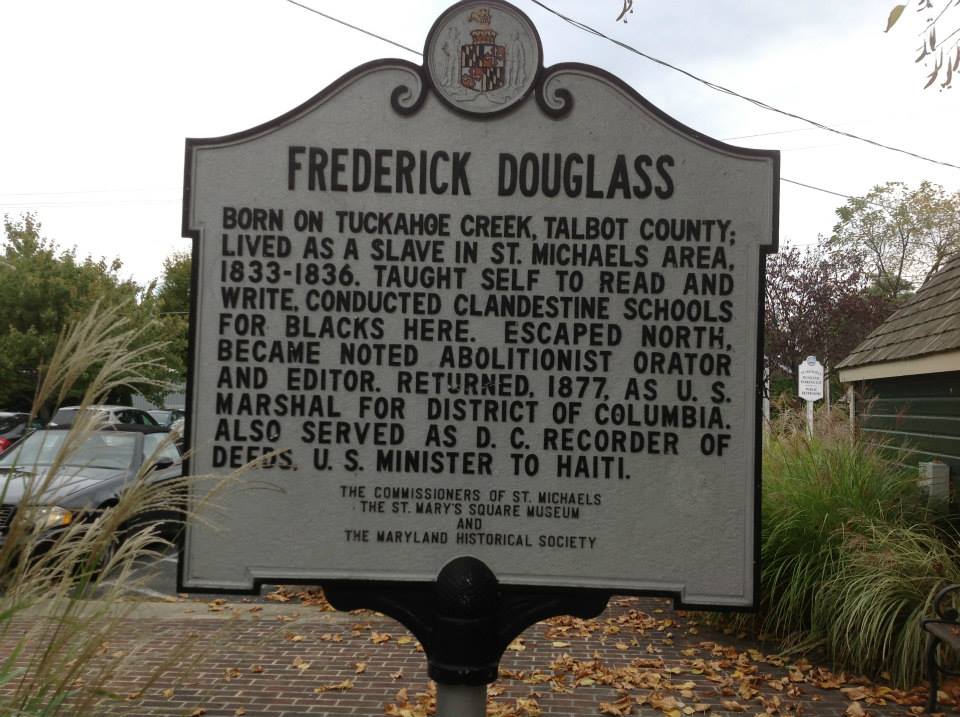 FREDERICK DOUGLASS
BORN ON TUCKAHOE CREEK, TALBOT COUNTY;
LIVED AS A SLAVE IN ST. MICHAELS AREA,
1833-1836. TAUGHT SELF TO READ AND
WRITE, CONDUCTED CLANDESTINE SCHOOLS
FOR BLACKS HERE. ESCAPED NORTH,
BECAME NOTED ABOLITIONIST ORATOR
AND EDITOR. RETURNED, 1877, AS U. S.
MARSHAL FOR DISTRICT OF COLUMBIA.
ALSO SERVED AS D. C. RECORDER OF
DEEDS, U. S. MINISTER TO HAITI.
THE COMMISSIONERS OF ST. MICHAELS
THE ST. MARY'S SQUARE MUSEUM
AND
THE MARYLAND HISTORICAL SOCIETY